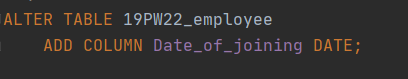 ALTER TABLE 19PW22_employee
ADD COLUMN Date_of_joining DATE;